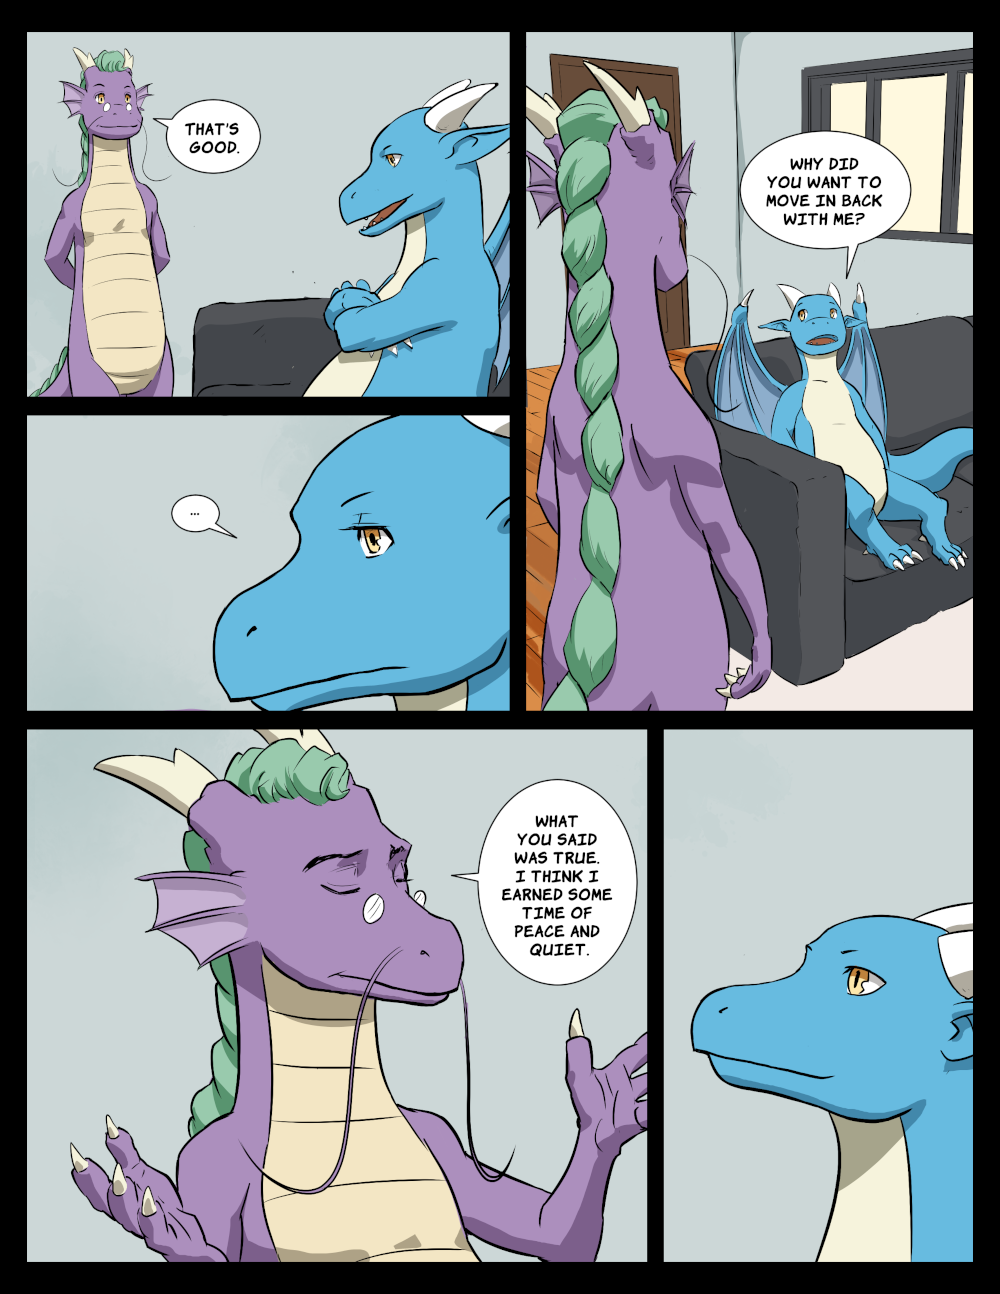 THAT'S
GOOD.
...
WHY DID
YOU WANT TO
MOVE IN BACK
WITH ME?
WHAT
YOU SAID
WAS TRUE.
I THINK I
EARNED SOME
TIME OF
PEACE AND
QUIET.